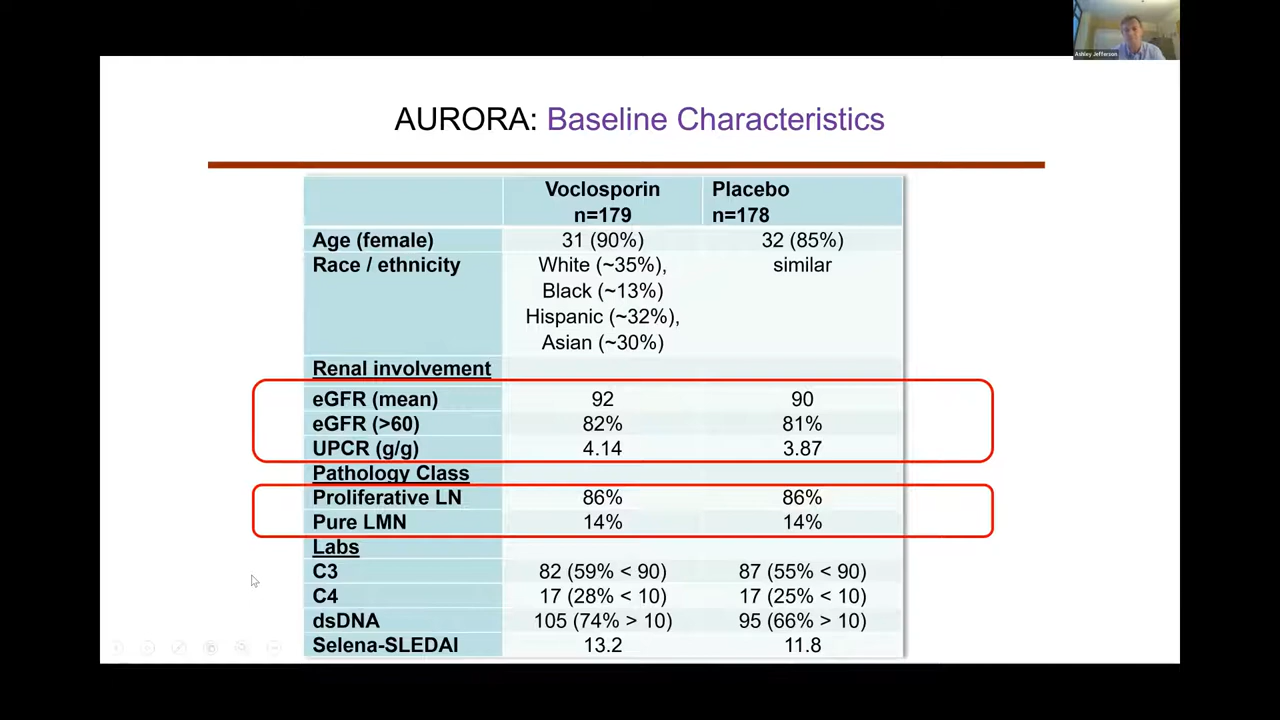 Ashley Jefferson
AURORA: Baseline Characteristics
Voclosporin Placebo
n=179 n=178
Age (female) 31 (90%) 32 (85%)
Race / ethnicity White (~35%), similar
Black (~13%)
Hispanic (~32%),
Asian (~30%)
Renal involvement
eGFR (mean) 92 90
eGFR (>60) 82% 81%
UPCR (g/g) 4.14 3.87
Pathology Class
Proliferative LN 86% 86%
Pure LMN 14% 14%
Labs
C3 82 (59% < 90) 87 (55% < 90)
C4 17 (28% < 10) 17 (25% < 10)
dsDNA 105 (74% > 10) 95 (66% > 10)
Selena-SLEDAI 13.2 11.8